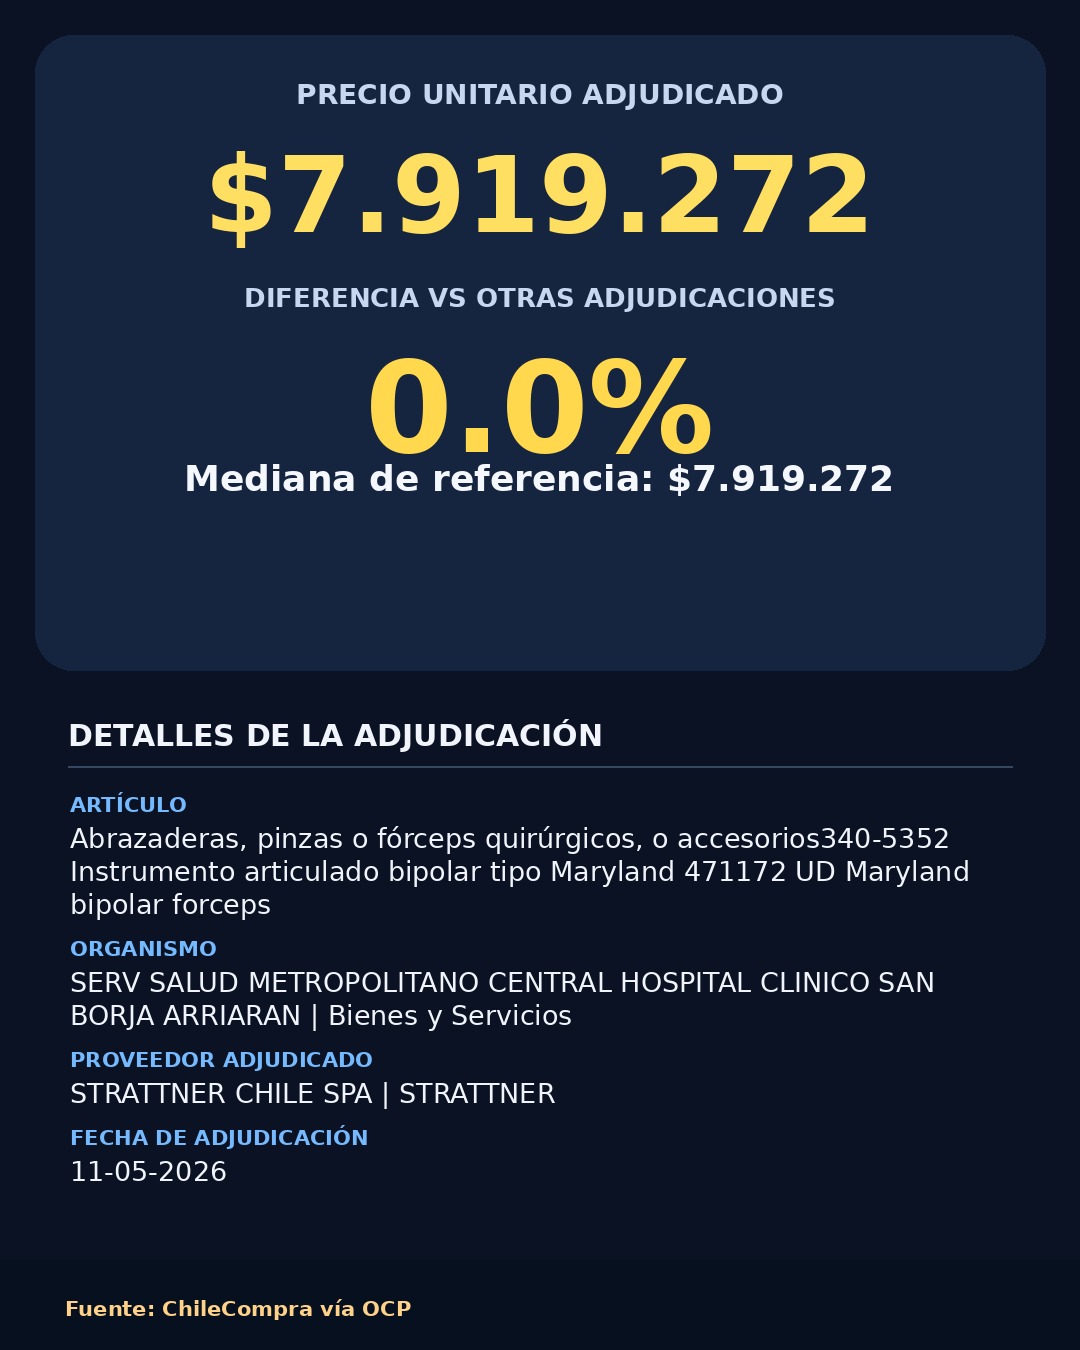 PRECIO UNITARIO ADJUDICADO
$7.919.272
DIFERENCIA VS OTRAS ADJUDICACIONES
0.0%
Mediana de referencia: $7.919.272
DETALLES DE LA ADJUDICACIÓN
ARTÍCULO
Abrazaderas, pinzas o fórceps quirúrgicos, o accesorios340-5352
Instrumento articulado bipolar tipo Maryland 471172 UD Maryland
bipolar forceps
ORGANISMO
SERV SALUD METROPOLITANO CENTRAL HOSPITAL CLINICO SAN
BORJA ARRIARAN | Bienes y Servicios
PROVEEDOR ADJUDICADO
STRATTNER CHILE SPA | STRATTNER
FECHA DE ADJUDICACIÓN
11-05-2026
Fuente: ChileCompra vía OCP